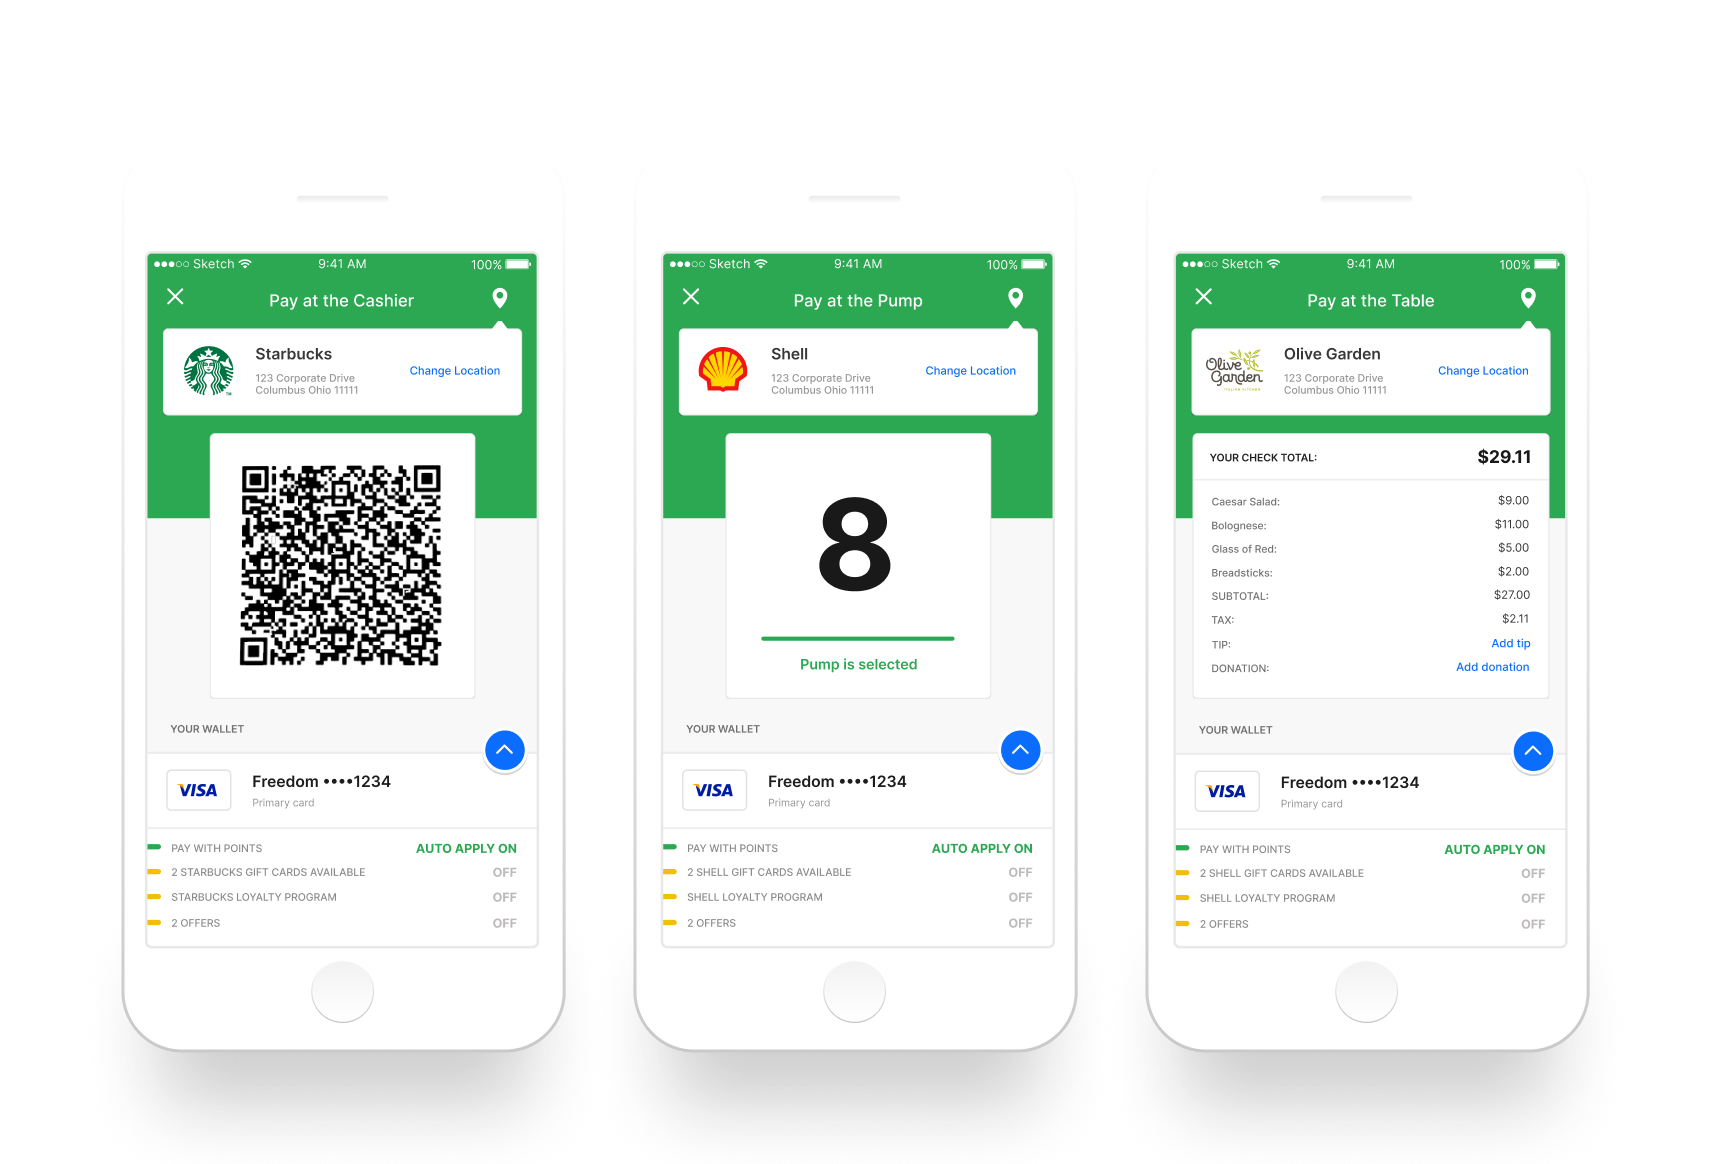 Sketch 9:41 AM 100%
Pay at the Cashier
Starbucks
123 Corporate Drive
Columbus Ohio 11111
Change Location
TM
YOUR WALLET
VISA
Freedom ••••1234
Primary card
PAY WITH POINTS AUTO APPLY ON
2 STARBUCKS GIFT CARDS AVAILABLE OFF
STARBUCKS LOYALTY PROGRAM OFF
2 OFFERS OFF
Sketch 9:41 AM 100%
Pay at the Pump
Shell
123 Corporate Drive
Columbus Ohio 11111
Change Location
8
Pump is selected
YOUR WALLET
VISA
Freedom ••••1234
Primary card
PAY WITH POINTS AUTO APPLY ON
2 SHELL GIFT CARDS AVAILABLE OFF
SHELL LOYALTY PROGRAM OFF
2 OFFERS OFF
Sketch 9:41 AM 100%
Pay at the Table
Olive
Garden
ITALIAN KITCHEN
Olive Garden
123 Corporate Drive
Columbus Ohio 11111
Change Location
YOUR CHECK TOTAL: $29.11
Caesar Salad: $9.00
Bolognese: $11.00
Glass of Red: $5.00
Breadsticks: $2.00
SUBTOTAL: $27.00
TAX: $2.11
TIP: Add tip
DONATION: Add donation
YOUR WALLET
VISA
Freedom ••••1234
Primary card
PAY WITH POINTS AUTO APPLY ON
2 SHELL GIFT CARDS AVAILABLE OFF
SHELL LOYALTY PROGRAM OFF
2 OFFERS OFF